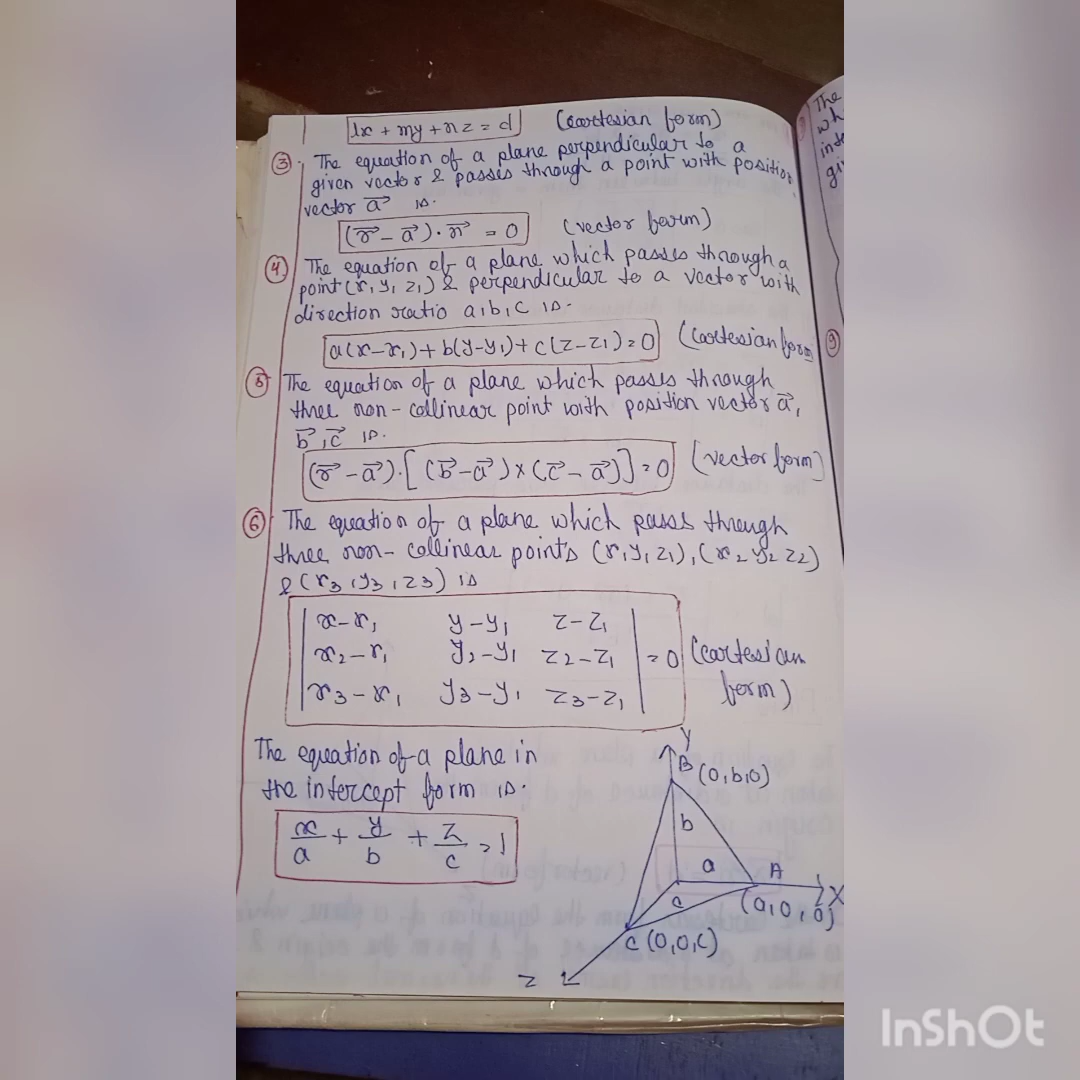 lx + my + nz = d (Cartesian form)
③ The equation of a plane perpendicular to a
given vector & passes through a point with position
vector a⃗ is.
(r⃗ - a⃗) · n⃗ = 0 (vector form)
④ The equation of a plane which passes through a
point (x₁ y₁ z₁) & perpendicular to a vector with
direction ratio a, b, c is.
a(x-x₁) + b(y-y₁) + c(z-z₁) = 0 (Cartesian form
⑤ The equation of a plane which passes through
three non-collinear point with position vector a⃗,
b⃗, c⃗ is.
(r⃗ - a⃗) · [(b⃗ - a⃗) × (c⃗ - a⃗)] = 0 (vector form)
⑥ The equation of a plane which pass through
three non-collinear points (x₁ y₁ z₁), (x₂ y₂ z₂)
& (x₃, y₃, z₃) is
| x-x₁ y-y₁ z-z₁ |
| x₂-x₁ y₂-y₁ z₂-z₁ | = 0 (Cartesian
| x₃-x₁ y₃-y₁ z₃-z₁ | form)
The equation of a plane in
the intercept form is.
x/a + y/b + z/c = 1
Y
B (0, b, 0)
b
a A
c X
(a, 0, 0)
C (0, 0, c)
Z
The
wh
inte
gi
⑨
InShOt